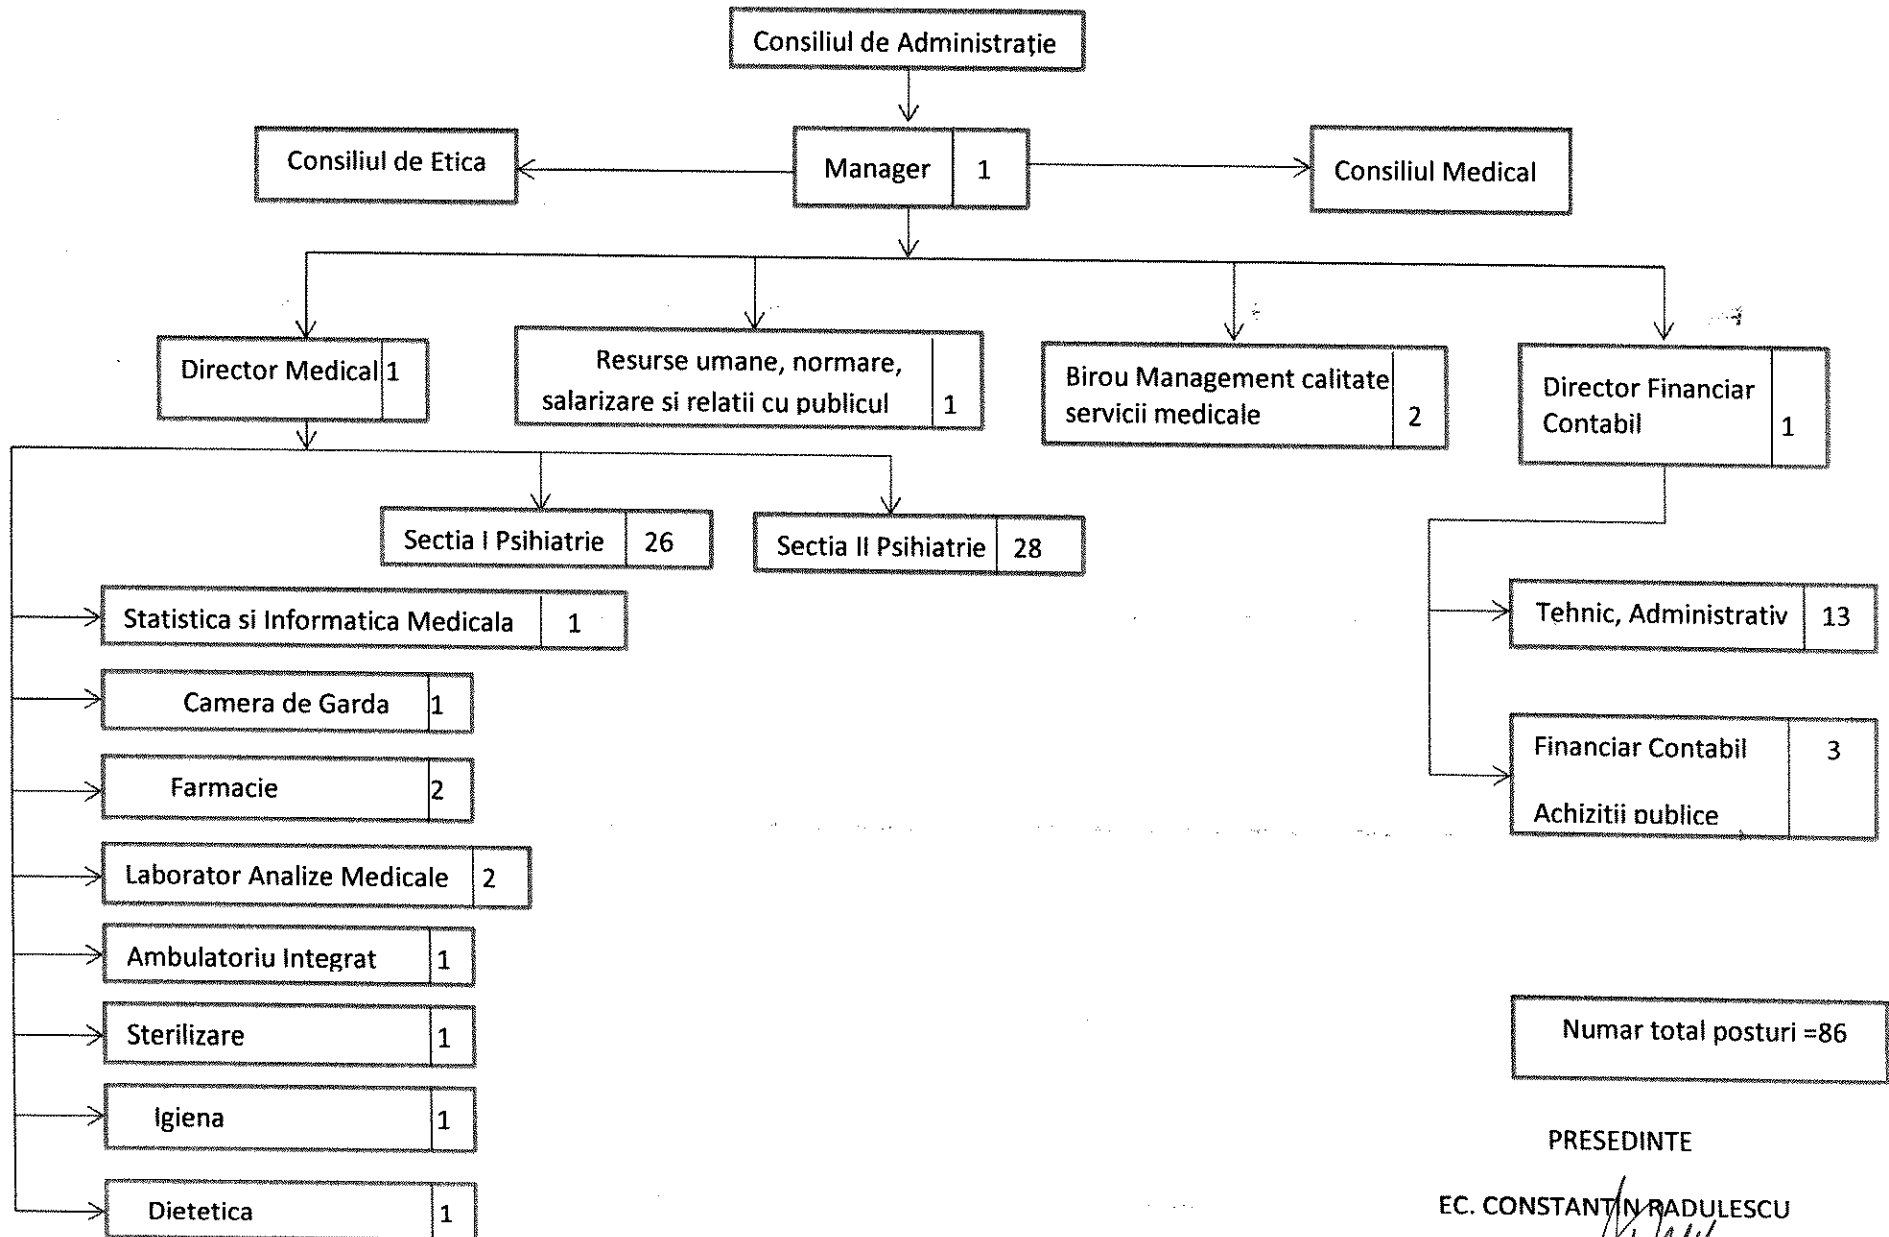 Consiliul de Administrație
Consiliul de Etica
Manager 1
Consiliul Medical
Director Medical 1
Resurse umane, normare,
salarizare si relatii cu publicul 1
Birou Management calitate
servicii medicale 2
Director Financiar
Contabil 1
Sectia I Psihiatrie 26
Sectia II Psihiatrie 28
Statistica si Informatica Medicala 1
Camera de Garda 1
Farmacie 2
Laborator Analize Medicale 2
Ambulatoriu Integrat 1
Sterilizare 1
Igiena 1
Dietetica 1
Tehnic, Administrativ 13
Financiar Contabil 3
Achizitii publice
Numar total posturi =86
PRESEDINTE
EC. CONSTANTIN RADULESCU